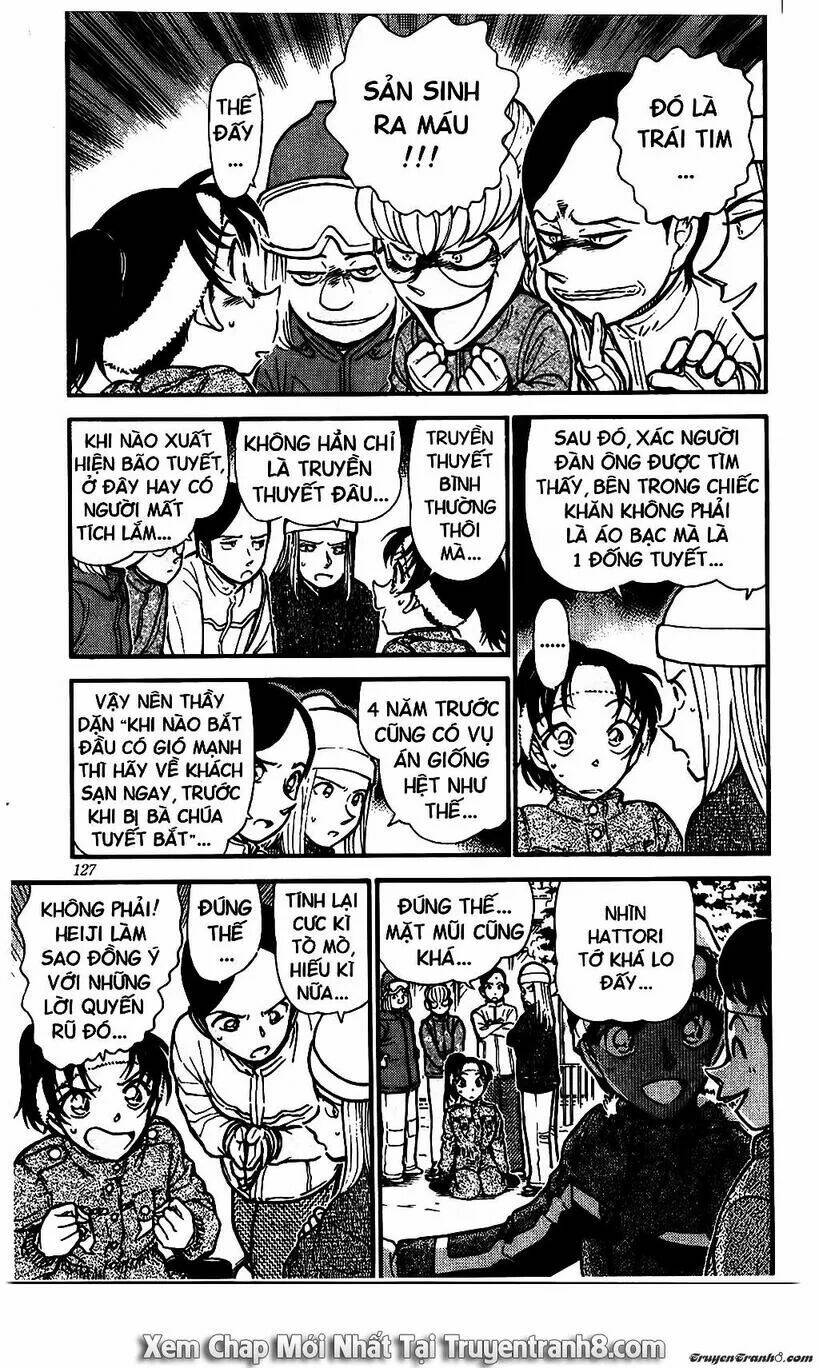 ĐÓ LÀ
TRÁI TIM
...
SẢN SINH
RA MÁU
!!!
THẾ
ĐẤY
...
SAU ĐÓ, XÁC NGƯỜI
ĐÀN ÔNG ĐƯỢC TÌM
THẤY, BÊN TRONG CHIẾC
KHĂN KHÔNG PHẢI
LÀ ÁO BẠC MÀ LÀ
1 ĐỐNG TUYẾT...
......
TRUYỀN
THUYẾT
BÌNH
THƯỜNG
THÔI
MÀ...
KHÔNG HẲN CHỈ
LÀ TRUYỀN
THUYẾT ĐÂU...
KHI NÀO XUẤT
HIỆN BÃO TUYẾT,
Ở ĐÂY HAY CÓ
NGƯỜI MẤT
TÍCH LẮM...
4 NĂM TRƯỚC
CŨNG CÓ VỤ
ÁN GIỐNG
HỆT NHƯ
THẾ...
VẬY NÊN THẦY
DẶN "KHI NÀO BẮT
ĐẦU CÓ GIÓ MẠNH
THÌ HÃY VỀ KHÁCH
SẠN NGAY, TRƯỚC
KHI BỊ BÀ CHÚA
TUYẾT BẮT"...
127
NHÌN
HATTORI
TỚ KHÁ LO
ĐẤY...
ĐÚNG THẾ...
MẶT MŨI CŨNG
KHÁ...
TÍNH LẠI
CỰC KÌ
TÒ MÒ,
HIẾU KÌ
NỮA...
ĐÚNG
THẾ
...
KHÔNG PHẢI!
HEIJI LÀM
SAO ĐỒNG Ý
VỚI NHỮNG
LỜI QUYẾN
RŨ ĐÓ...
Xem Chap Mới Nhất Tại Truyentranh8.com
TruyenTranh8.com